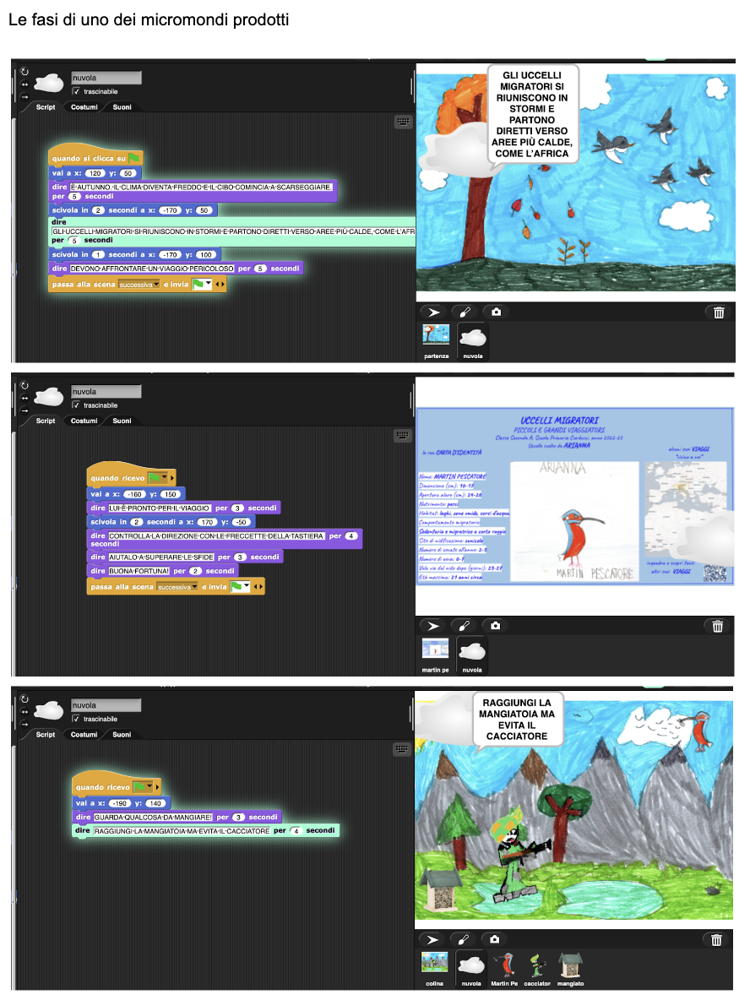 Le fasi di uno dei micromondi prodotti
nuvola
trascinabile
Script Costumi Suoni
quando si clicca su
vai a x: 120 y: 50
dire È·AUTUNNO.·IL·CLIMA·DIVENTA·FREDDO·E·IL·CIBO·COMINCIA·A·SCARSEGGIARE.
per 5 secondi
scivola in 2 secondi a x: -170 y: 50
dire
GLI·UCCELLI·MIGRATORI·SI·RIUNISCONO·IN·STORMI·E·PARTONO·DIRETTI·VERSO·AREE·PIÙ·CALDE,·COME·L'AFR
per 5 secondi
scivola in 1 secondi a x: -170 y: 100
dire DEVONO·AFFRONTARE·UN·VIAGGIO·PERICOLOSO per 5 secondi
passa alla scena successiva e invia
GLI UCCELLI
MIGRATORI SI
RIUNISCONO IN
STORMI E
PARTONO
DIRETTI VERSO
AREE PIÙ CALDE,
COME L'AFRICA
partenza nuvola
nuvola
trascinabile
Script Costumi Suoni
quando ricevo
vai a x: -160 y: 150
dire LUI·È·PRONTO·PER·IL·VIAGGIO per 3 secondi
scivola in 2 secondi a x: 170 y: -50
dire CONTROLLA·LA·DIREZIONE·CON·LE·FRECCETTE·DELLA·TASTIERA per 4
secondi
dire AIUTALO·A·SUPERARE·LE·SFIDE per 3 secondi
dire BUONA·FORTUNA! per 2 secondi
passa alla scena successiva e invia
UCCELLI MIGRATORI
PICCOLI E GRANDI VIAGGIATORI
Classe Seconda A, Scuola Primaria Carducci, anno 2022-23
Uccello scelto da ARIANNA
la sua CARTA D'IDENTITÀ
alcuni suoi VIAGGI
"vicino a noi"
Nome: MARTIN PESCATORE
Dimensione (cm): 16-17
Apertura alare (cm): 24-26
Nutrimento: pesci
Habitat: laghi, zone umide, corsi d'acqua
Comportamento migratorio:
Sedentaria e migratrice a corto raggio
Sito di nidificazione: cunicolo
Numero di covate all'anno: 2-3
Numero di uova: 6-7
Vola via dal nido dopo (giorni): 23-27
Età massima: 21 anni circa
ARIANNA
MARTIN PESCATORE
inquadra e scopri tanti
altri suoi VIAGGI
martin pe nuvola
nuvola
trascinabile
Script Costumi Suoni
quando ricevo
vai a x: -190 y: 140
dire GUARDA·QUALCOSA·DA·MANGIARE! per 3 secondi
dire RAGGIUNGI·LA·MANGIATOIA·MA·EVITA·IL·CACCIATORE per 4 secondi
RAGGIUNGI LA
MANGIATOIA MA
EVITA IL
CACCIATORE
colina nuvola Martin Pe cacciator mangiato